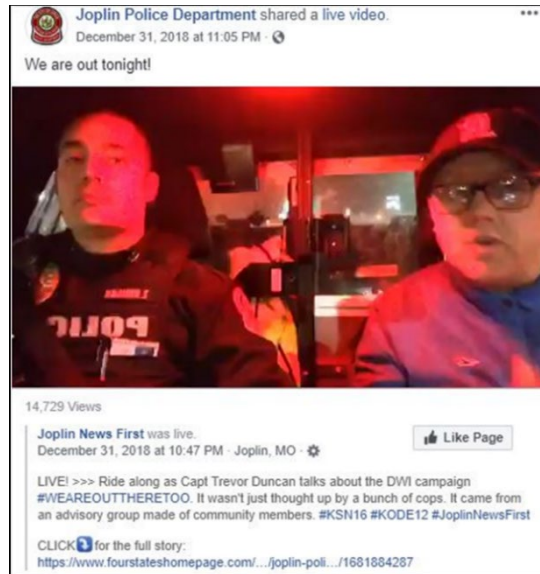 Joplin Police Department shared a live video.
December 31, 2018 at 11:05 PM ·
We are out tonight!
POLIC
14,729 Views
Joplin News First was live.
December 31, 2018 at 10:47 PM · Joplin, MO ·
Like Page
LIVE! >>> Ride along as Capt Trevor Duncan talks about the DWI campaign
#WEAREOUTTHERETOO. It wasn't just thought up by a bunch of cops. It came from
an advisory group made of community members. #KSN16 #KODE12 #JoplinNewsFirst
CLICK⤵for the full story:
https://www.fourstateshomepage.com/.../joplin-poli.../1681884287